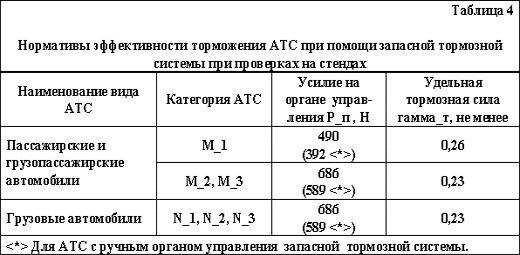 Таблица 4
Нормативы эффективности торможения АТС при помощи запасной тормозной
системы при проверках на стендах
Наименование вида
АТС
Категория АТС
Усилие на
органе управ-
ления P_п , Н
Удельная
тормозная сила
гамма_т, не менее
Пассажирские и
грузопассажирские
автомобили
M_1
490
(392 <*>)
0,26
M_2, M_3
686
(589 <*>)
0,23
Грузовые автомобили
N_1, N_2, N_3
686
(589 <*>)
0,23
<*> Для АТС с ручным органом управления запасной тормозной системы.